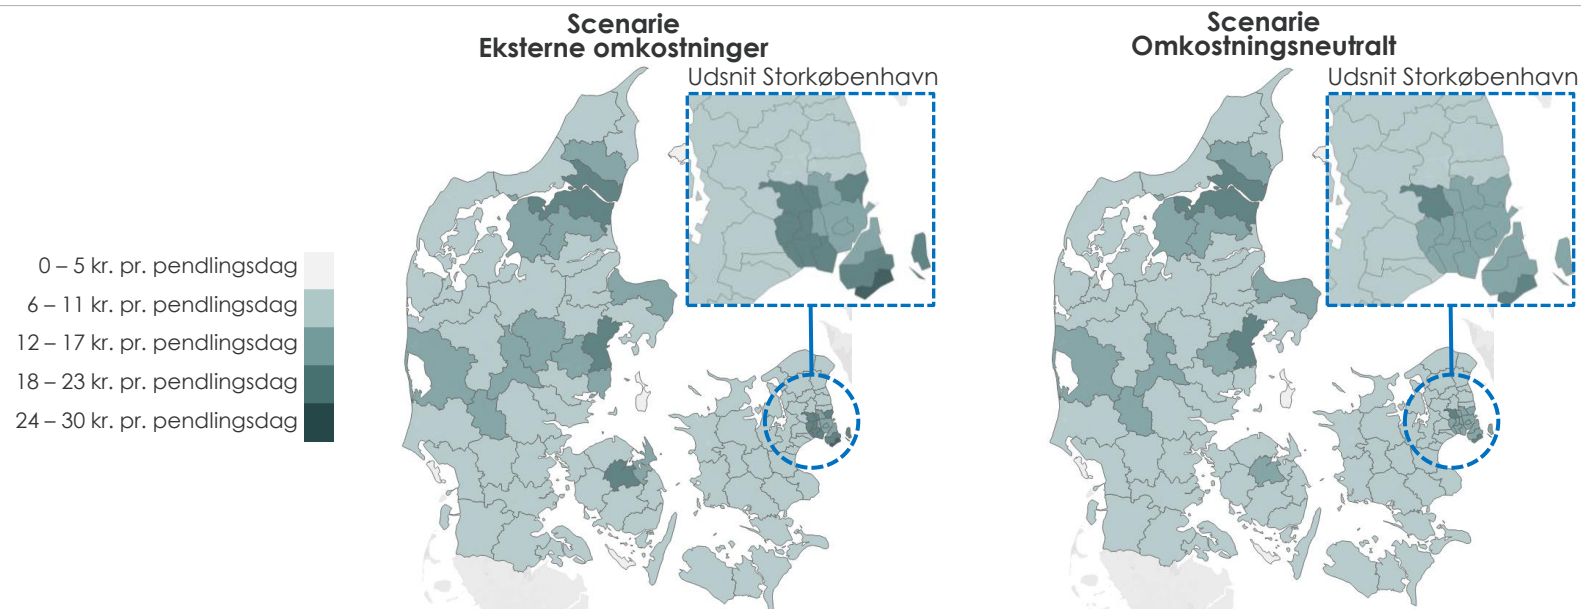 Scenarie
Eksterne omkostninger
Udsnit Storkøbenhavn
Scenarie
Omkostningsneutralt
Udsnit Storkøbenhavn
0 – 5 kr. pr. pendlingsdag
6 – 11 kr. pr. pendlingsdag
12 – 17 kr. pr. pendlingsdag
18 – 23 kr. pr. pendlingsdag
24 – 30 kr. pr. pendlingsdag